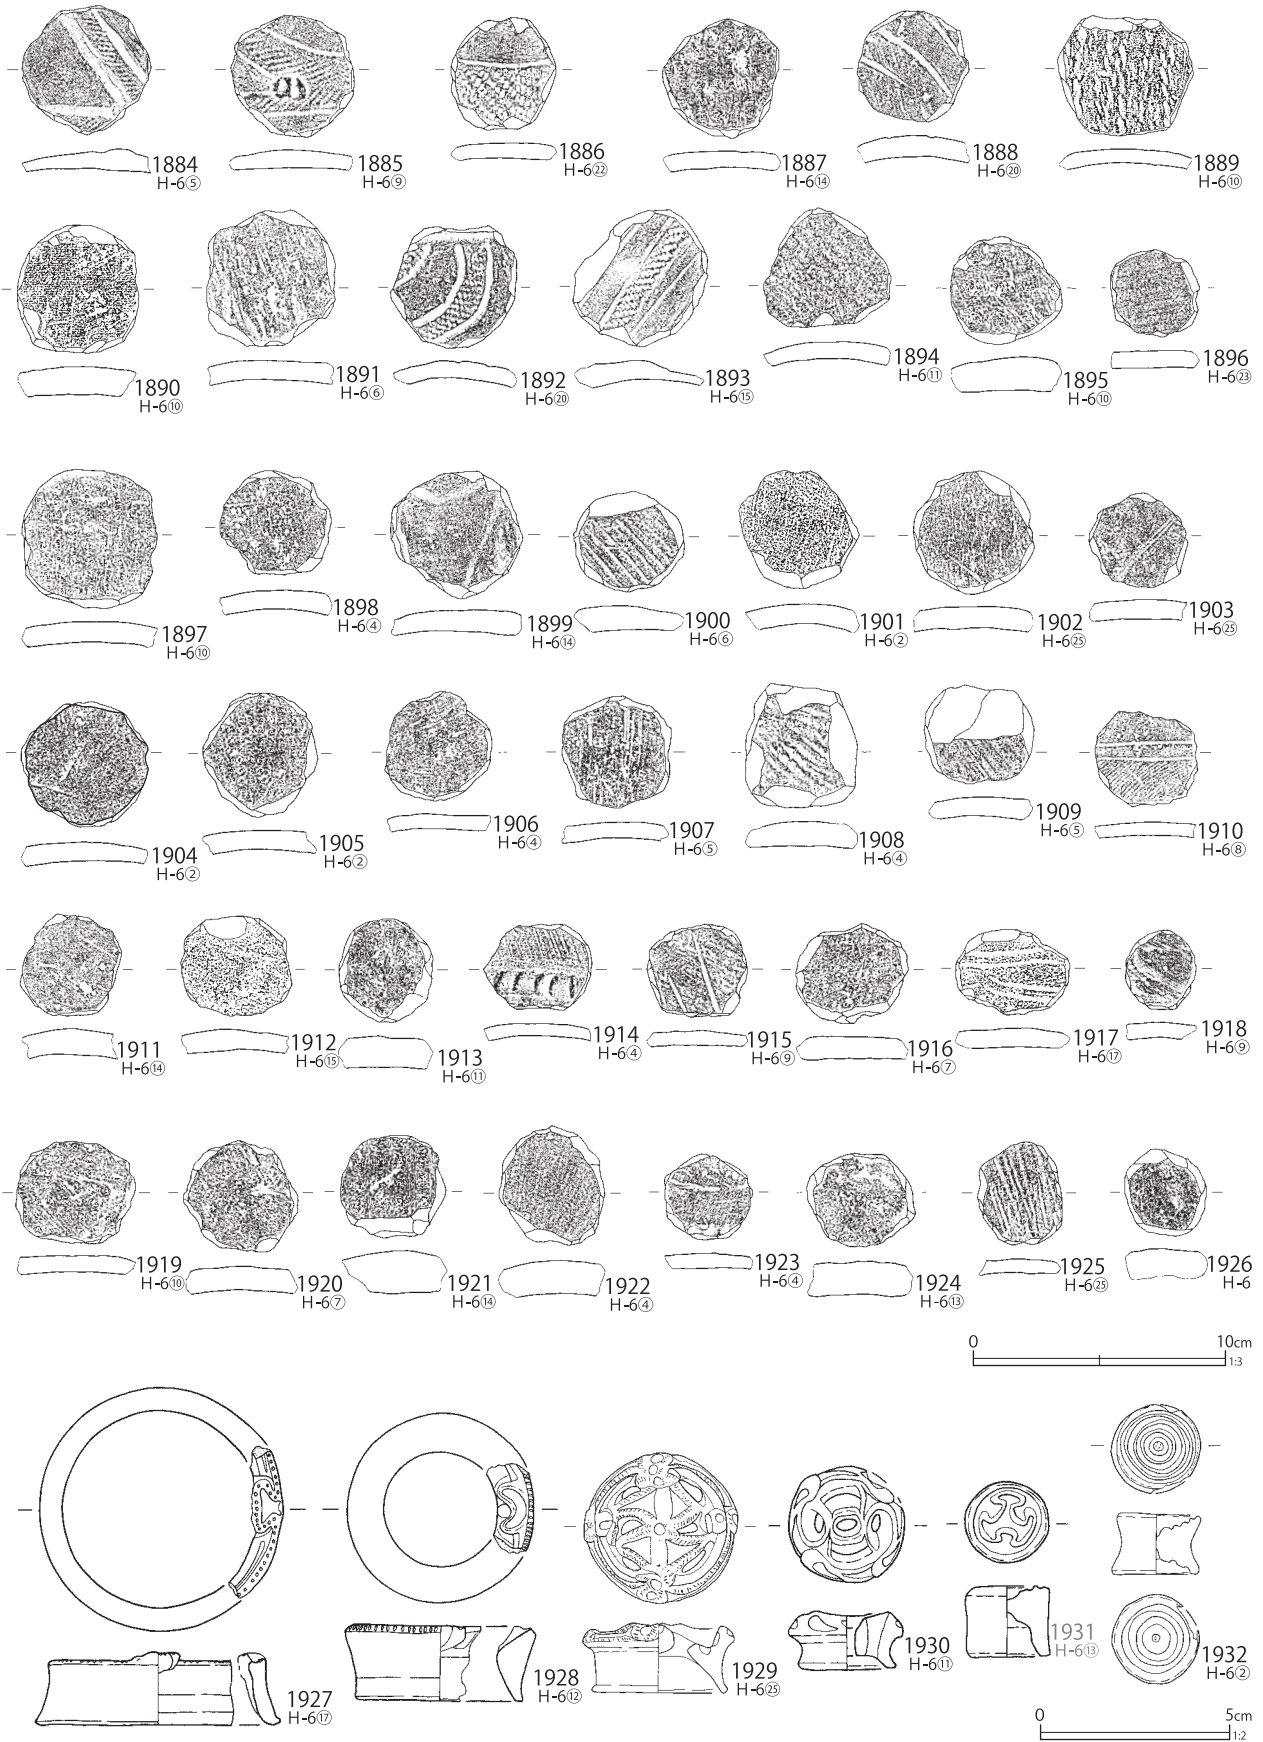 1884
H-6⑤
1885
H-6⑨
1886
H-6㉒
1887
H-6⑭
1888
H-6⑳
1889
H-6⑩
1890
H-6⑩
1891
H-6⑥
1892
H-6⑳
1893
H-6⑮
1894
H-6⑪
1895
H-6⑩
1896
H-6㉓
1897
H-6⑩
1898
H-6④
1899
H-6⑭
1900
H-6⑥
1901
H-6②
1902
H-6㉕
1903
H-6㉕
1904
H-6②
1905
H-6②
1906
H-6④
1907
H-6⑤
1908
H-6④
1909
H-6⑤
1910
H-6⑧
1911
H-6⑭
1912
H-6⑮
1913
H-6⑪
1914
H-6④
1915
H-6⑨
1916
H-6⑦
1917
H-6⑰
1918
H-6⑨
1919
H-6⑩
1920
H-6⑦
1921
H-6⑭
1922
H-6④
1923
H-6④
1924
H-6⑬
1925
H-6㉕
1926
H-6
0 10cm
1:3
1927
H-6⑰
1928
H-6⑫
1929
H-6㉕
1930
H-6⑪
1931
H-6⑬
1932
H-6②
0 5cm
1:2